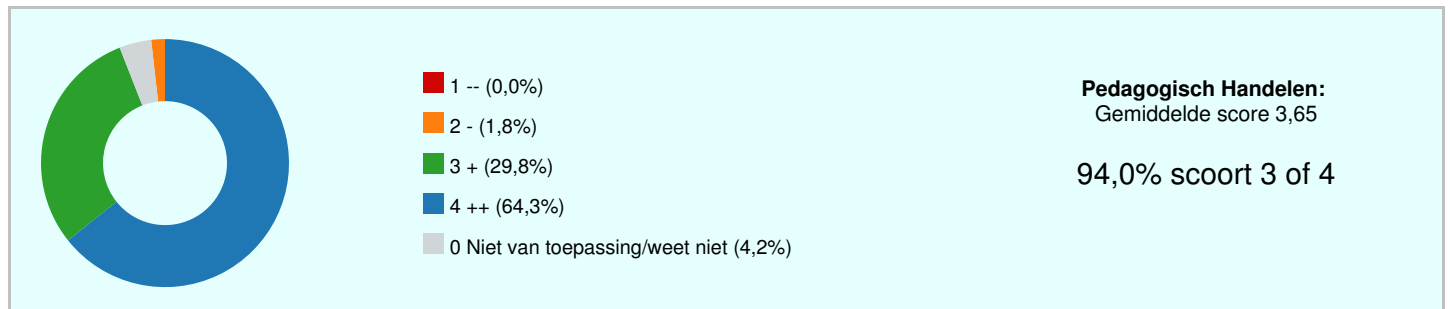 1 -- (0,0%)
2 - (1,8%)
3 + (29,8%)
4 ++ (64,3%)
0 Niet van toepassing/weet niet (4,2%)
Pedagogisch Handelen:
Gemiddelde score 3,65
94,0% scoort 3 of 4